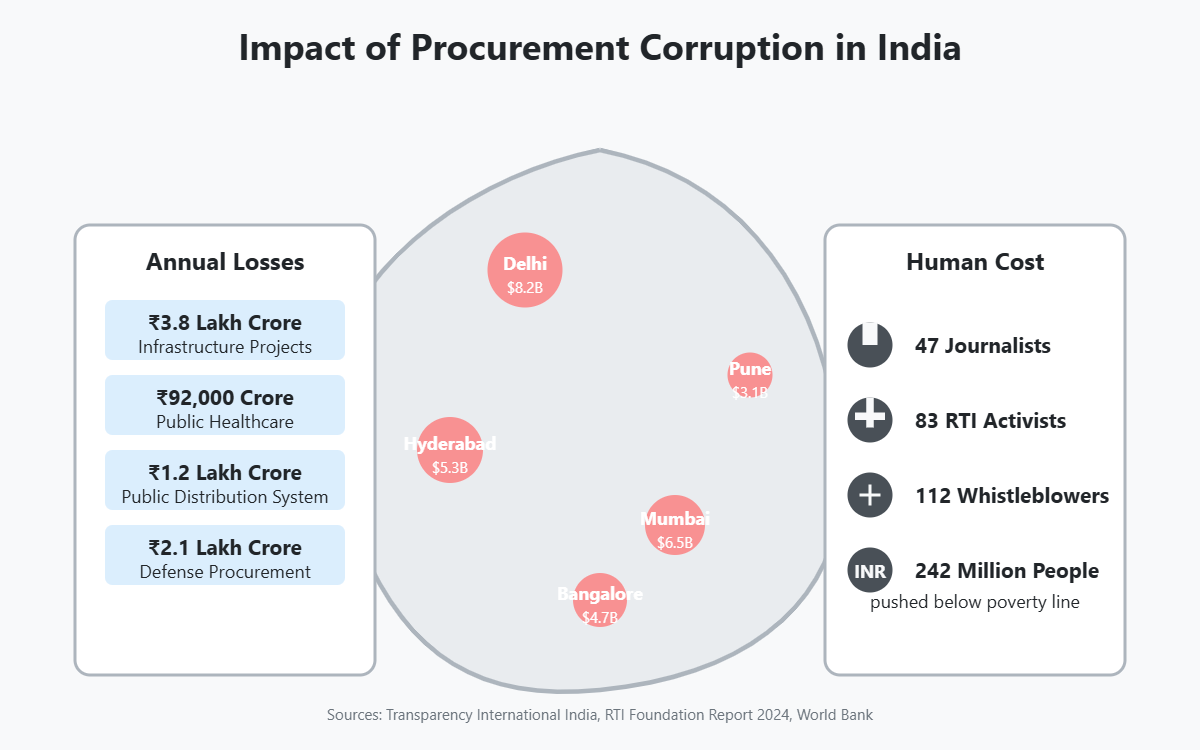 Impact of Procurement Corruption in India
Annual Losses
₹3.8 Lakh Crore
Infrastructure Projects
₹92,000 Crore
Public Healthcare
₹1.2 Lakh Crore
Public Distribution System
₹2.1 Lakh Crore
Defense Procurement
Delhi
$8.2B
Pune
$3.1B
Hyderabad
$5.3B
Mumbai
$6.5B
Bangalore
$4.7B
Human Cost
47 Journalists
83 RTI Activists
112 Whistleblowers
INR
242 Million People
pushed below poverty line
Sources: Transparency International India, RTI Foundation Report 2024, World Bank